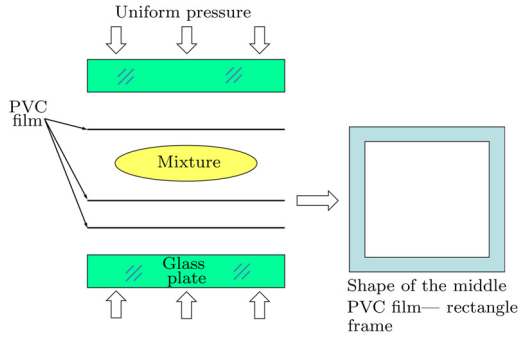 Uniform pressure
PVC
film
Mixture
Glass
plate
Shape of the middle
PVC film— rectangle
frame